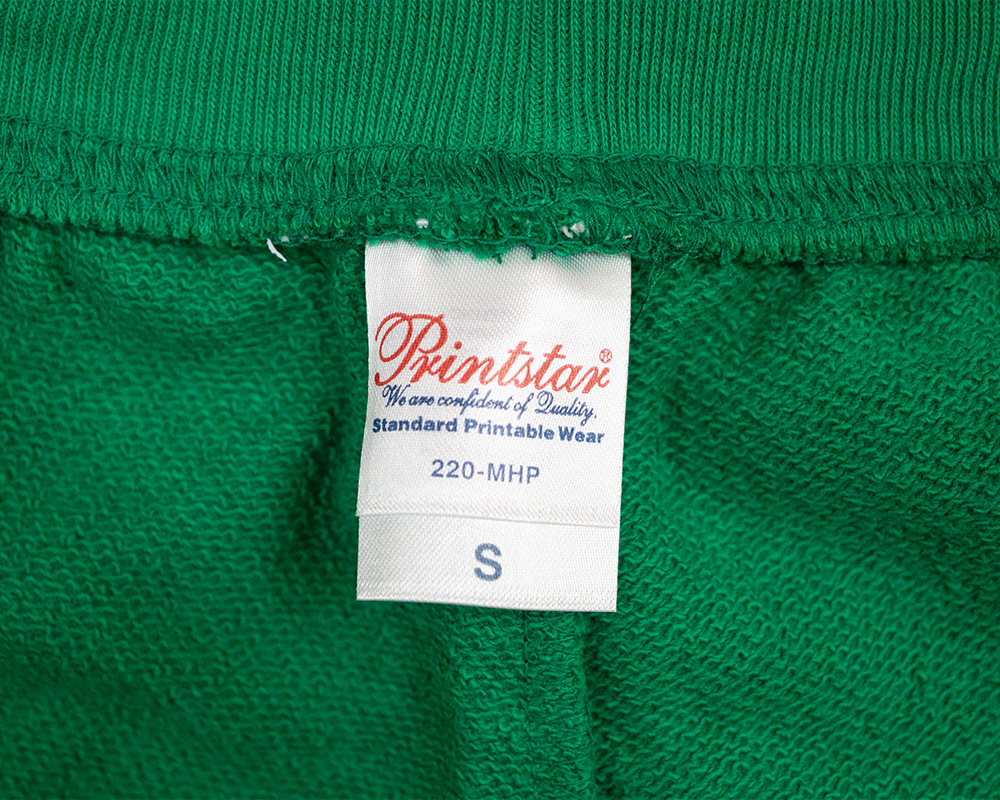 Printstar®
We are confident of Quality.
Standard Printable Wear
220-MHP
S